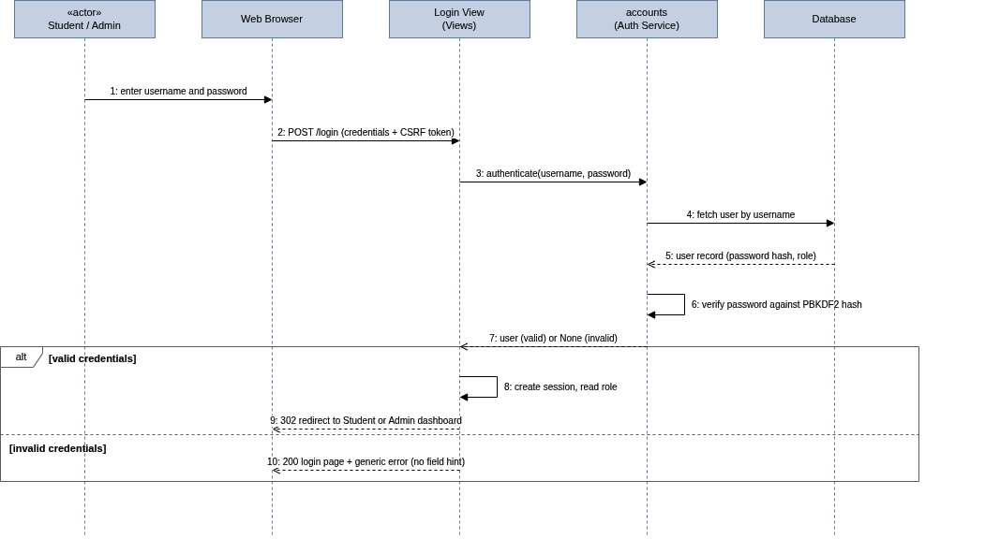 «actor»
Student / Admin
Web Browser
Login View
(Views)
accounts
(Auth Service)
Database
1: enter username and password
2: POST /login (credentials + CSRF token)
3: authenticate(username, password)
4: fetch user by username
5: user record (password hash, role)
6: verify password against PBKDF2 hash
7: user (valid) or None (invalid)
alt
[valid credentials]
8: create session, read role
9: 302 redirect to Student or Admin dashboard
[invalid credentials]
10: 200 login page + generic error (no field hint)